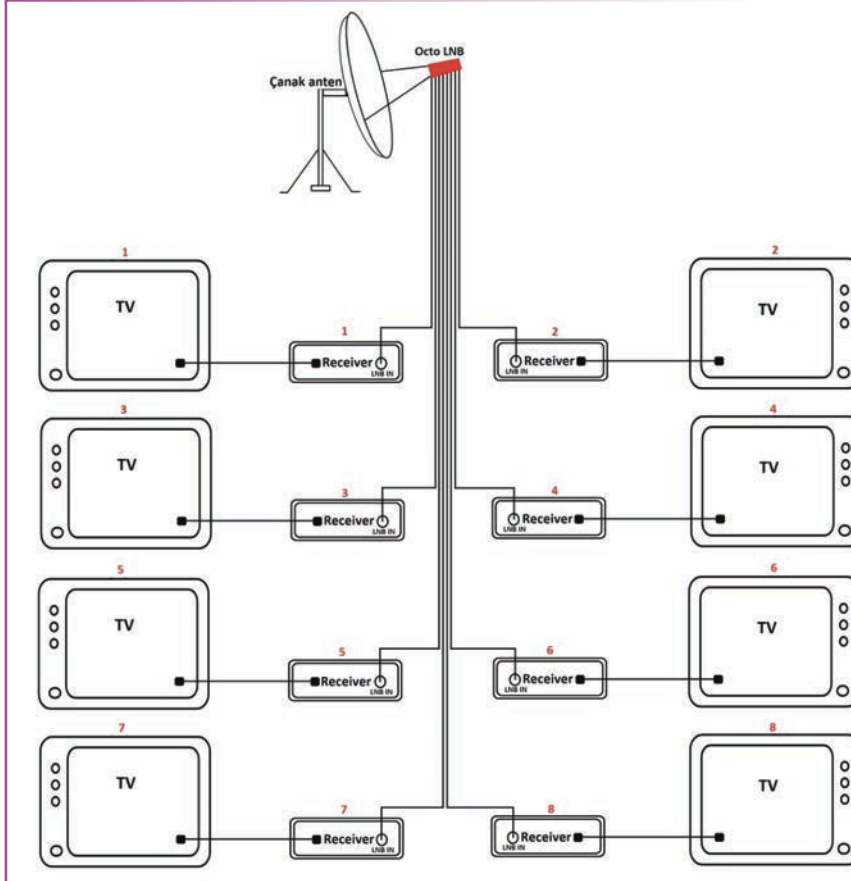 Octo LNB
Çanak anten
1
2
TV
TV
1
2
Receiver
LNB IN
Receiver
LNB IN
3
4
TV
TV
3
4
Receiver
LNB IN
Receiver
LNB IN
5
6
TV
TV
5
6
Receiver
LNB IN
Receiver
LNB IN
7
8
TV
TV
7
8
Receiver
LNB IN
Receiver
LNB IN